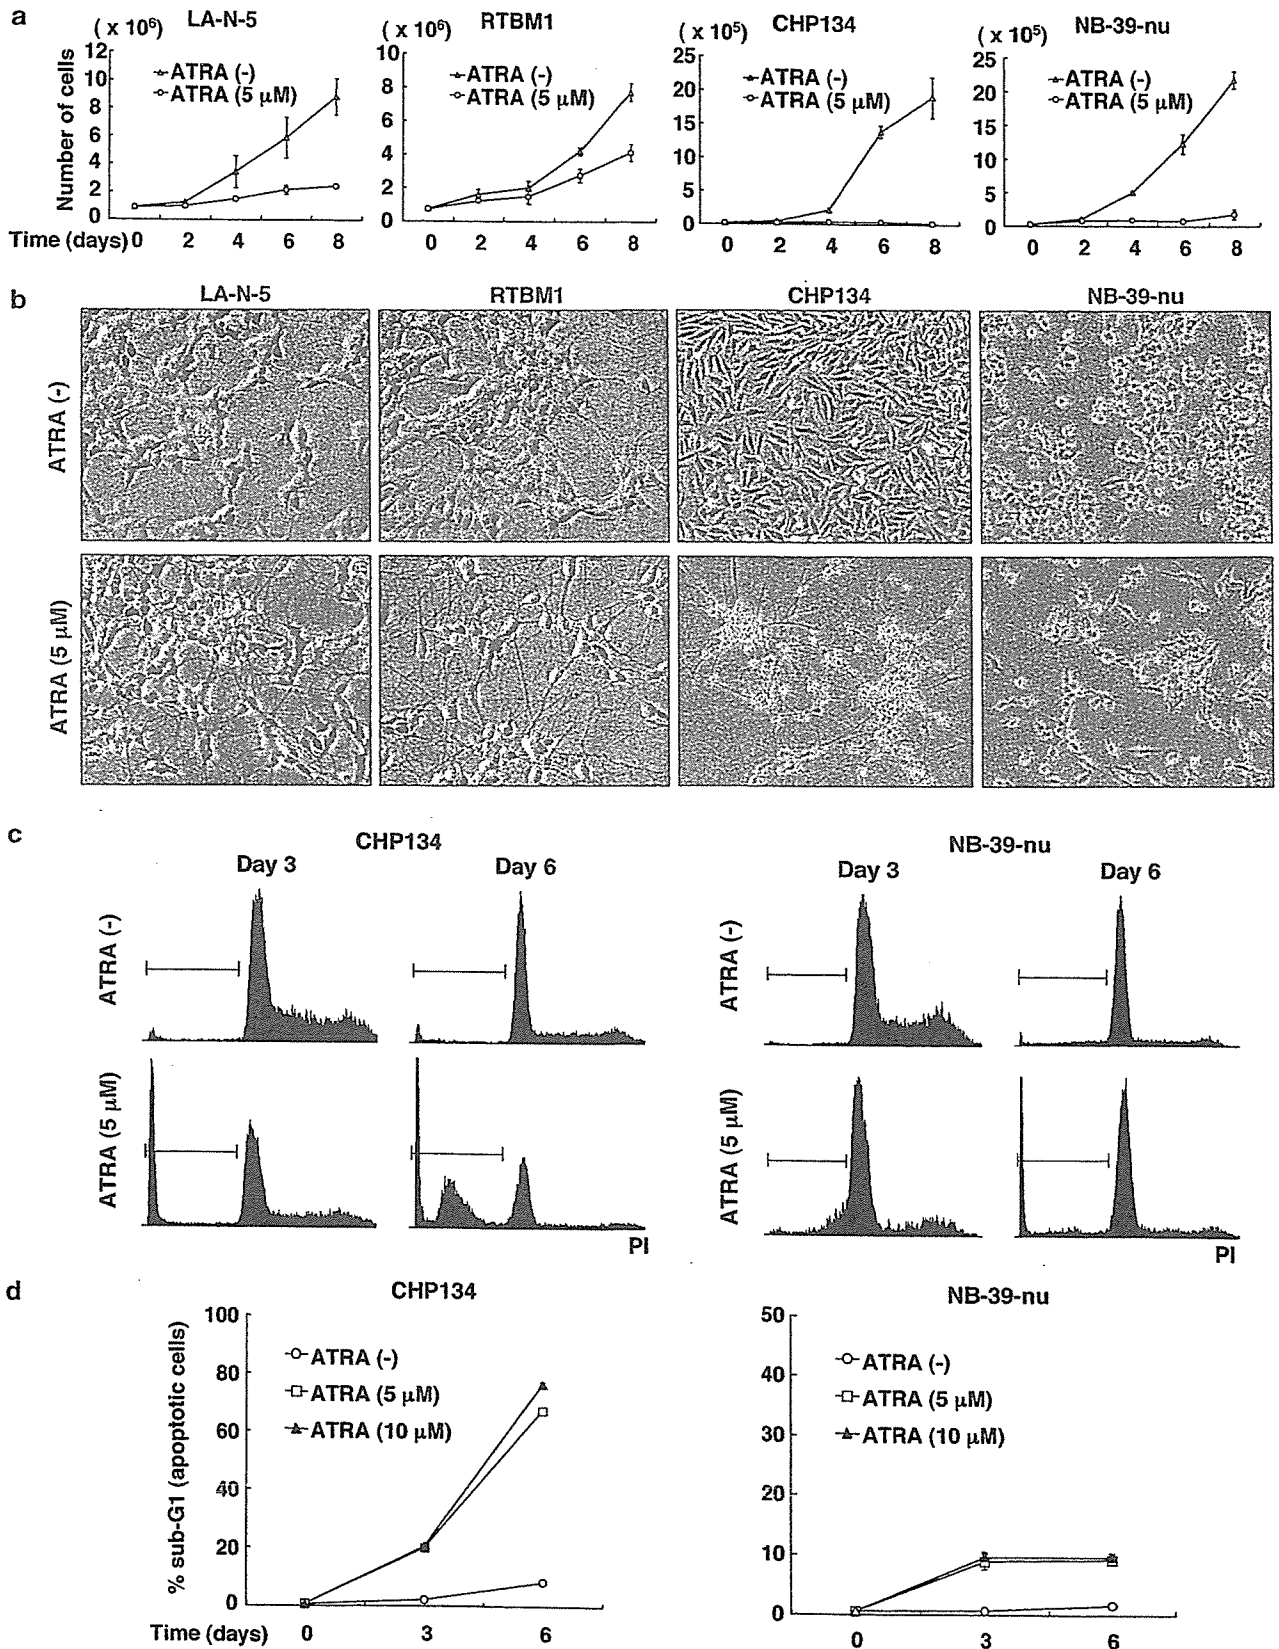 a
LA-N-5
RTBM1
CHP134
NB-39-nu
( x 10⁶)
( x 10⁶)
( x 10⁵)
( x 10⁵)
Number of cells
12
10
8
6
4
2
0
ATRA (-)
ATRA (5 µM)
10
8
6
4
2
0
ATRA (-)
ATRA (5 µM)
25
20
15
10
5
0
ATRA (-)
ATRA (5 µM)
25
20
15
10
5
0
ATRA (-)
ATRA (5 µM)
Time (days) 0 2 4 6 8
0 2 4 6 8
0 2 4 6 8
0 2 4 6 8
b
LA-N-5
RTBM1
CHP134
NB-39-nu
ATRA (-)
ATRA (5 µM)
c
CHP134
Day 3
Day 6
ATRA (-)
ATRA (5 µM)
PI
NB-39-nu
Day 3
Day 6
ATRA (-)
ATRA (5 µM)
PI
d
CHP134
% sub-G1 (apoptotic cells)
100
80
60
40
20
0
ATRA (-)
ATRA (5 µM)
ATRA (10 µM)
Time (days) 0 3 6
NB-39-nu
50
40
30
20
10
0
ATRA (-)
ATRA (5 µM)
ATRA (10 µM)
0 3 6